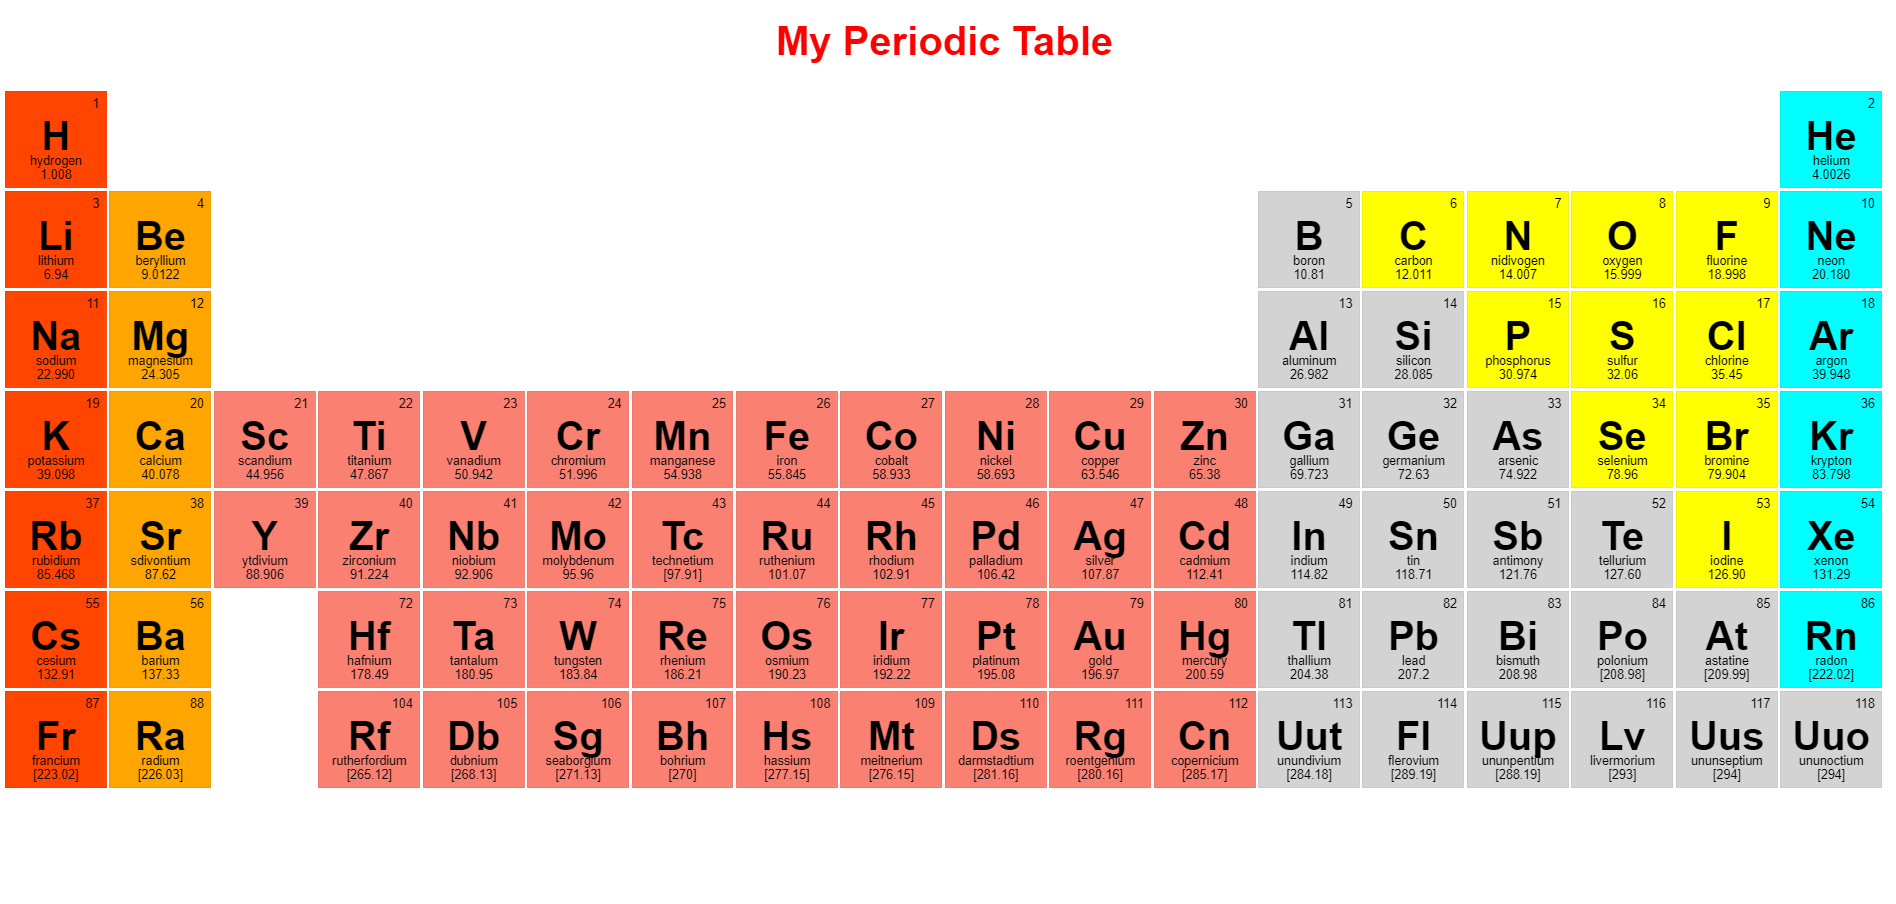 My Periodic Table
1 2
H He
hydrogen helium
1.008 4.0026
3 4 5 6 7 8 9 10
Li Be B C N O F Ne
lithium beryllium boron carbon nidivogen oxygen fluorine neon
6.94 9.0122 10.81 12.011 14.007 15.999 18.998 20.180
11 12 13 14 15 16 17 18
Na Mg Al Si P S Cl Ar
sodium magnesium aluminum silicon phosphorus sulfur chlorine argon
22.990 24.305 26.982 28.085 30.974 32.06 35.45 39.948
19 20 21 22 23 24 25 26 27 28 29 30 31 32 33 34 35 36
K Ca Sc Ti V Cr Mn Fe Co Ni Cu Zn Ga Ge As Se Br Kr
potassium calcium scandium titanium vanadium chromium manganese iron cobalt nickel copper zinc gallium germanium arsenic selenium bromine krypton
39.098 40.078 44.956 47.867 50.942 51.996 54.938 55.845 58.933 58.693 63.546 65.38 69.723 72.63 74.922 78.96 79.904 83.798
37 38 39 40 41 42 43 44 45 46 47 48 49 50 51 52 53 54
Rb Sr Y Zr Nb Mo Tc Ru Rh Pd Ag Cd In Sn Sb Te I Xe
rubidium sdivontium ytdivium zirconium niobium molybdenum technetium ruthenium rhodium palladium silver cadmium indium tin antimony tellurium iodine xenon
85.468 87.62 88.906 91.224 92.906 95.96 [97.91] 101.07 102.91 106.42 107.87 112.41 114.82 118.71 121.76 127.60 126.90 131.29
55 56 72 73 74 75 76 77 78 79 80 81 82 83 84 85 86
Cs Ba Hf Ta W Re Os Ir Pt Au Hg Tl Pb Bi Po At Rn
cesium barium hafnium tantalum tungsten rhenium osmium iridium platinum gold mercury thallium lead bismuth polonium astatine radon
132.91 137.33 178.49 180.95 183.84 186.21 190.23 192.22 195.08 196.97 200.59 204.38 207.2 208.98 [208.98] [209.99] [222.02]
87 88 104 105 106 107 108 109 110 111 112 113 114 115 116 117 118
Fr Ra Rf Db Sg Bh Hs Mt Ds Rg Cn Uut Fl Uup Lv Uus Uuo
francium radium rutherfordium dubnium seaborgium bohrium hassium meitnerium darmstadtium roentgenium copernicium unundivium flerovium ununpentium livermorium ununseptium ununoctium
[223.02] [226.03] [265.12] [268.13] [271.13] [270] [277.15] [276.15] [281.16] [280.16] [285.17] [284.18] [289.19] [288.19] [293] [294] [294]